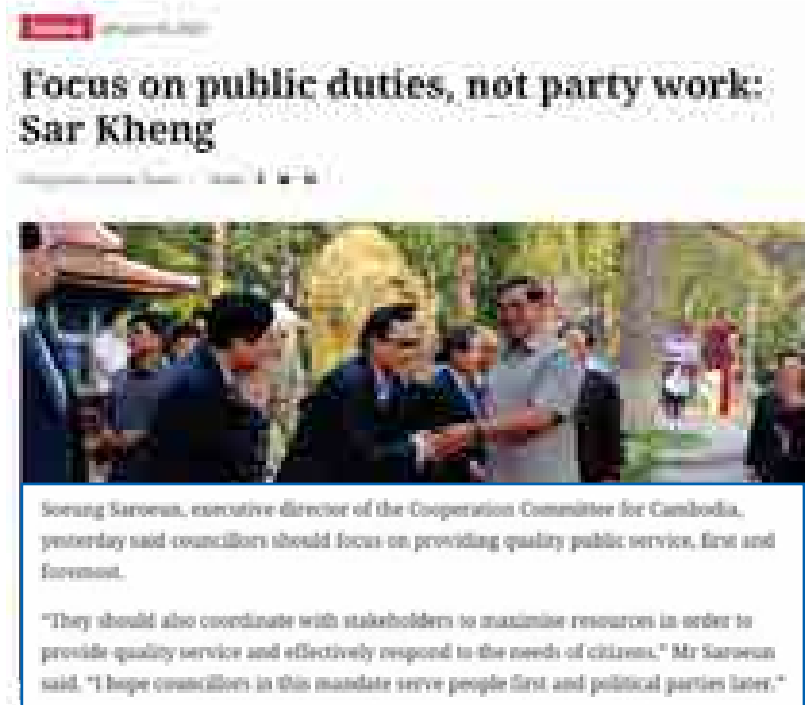 Focus on public duties, not party work:
Sar Kheng
Soeung Saroeun, executive director of the Cooperation Committee for Cambodia,
yesterday said councillors should focus on providing quality public service, first and
foremost.
"They should also coordinate with stakeholders to maximise resources in order to
provide quality service and effectively respond to the needs of citizens," Mr Saroeun
said. "I hope councillors in this mandate serve people first and political parties later."